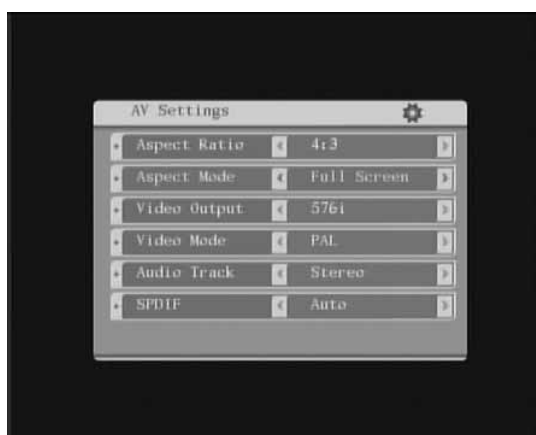 AV Settings
Aspect Ratio 4:3
Aspect Mode Full Screen
Video Output 576i
Video Mode PAL
Audio Track Stereo
SPDIF Auto